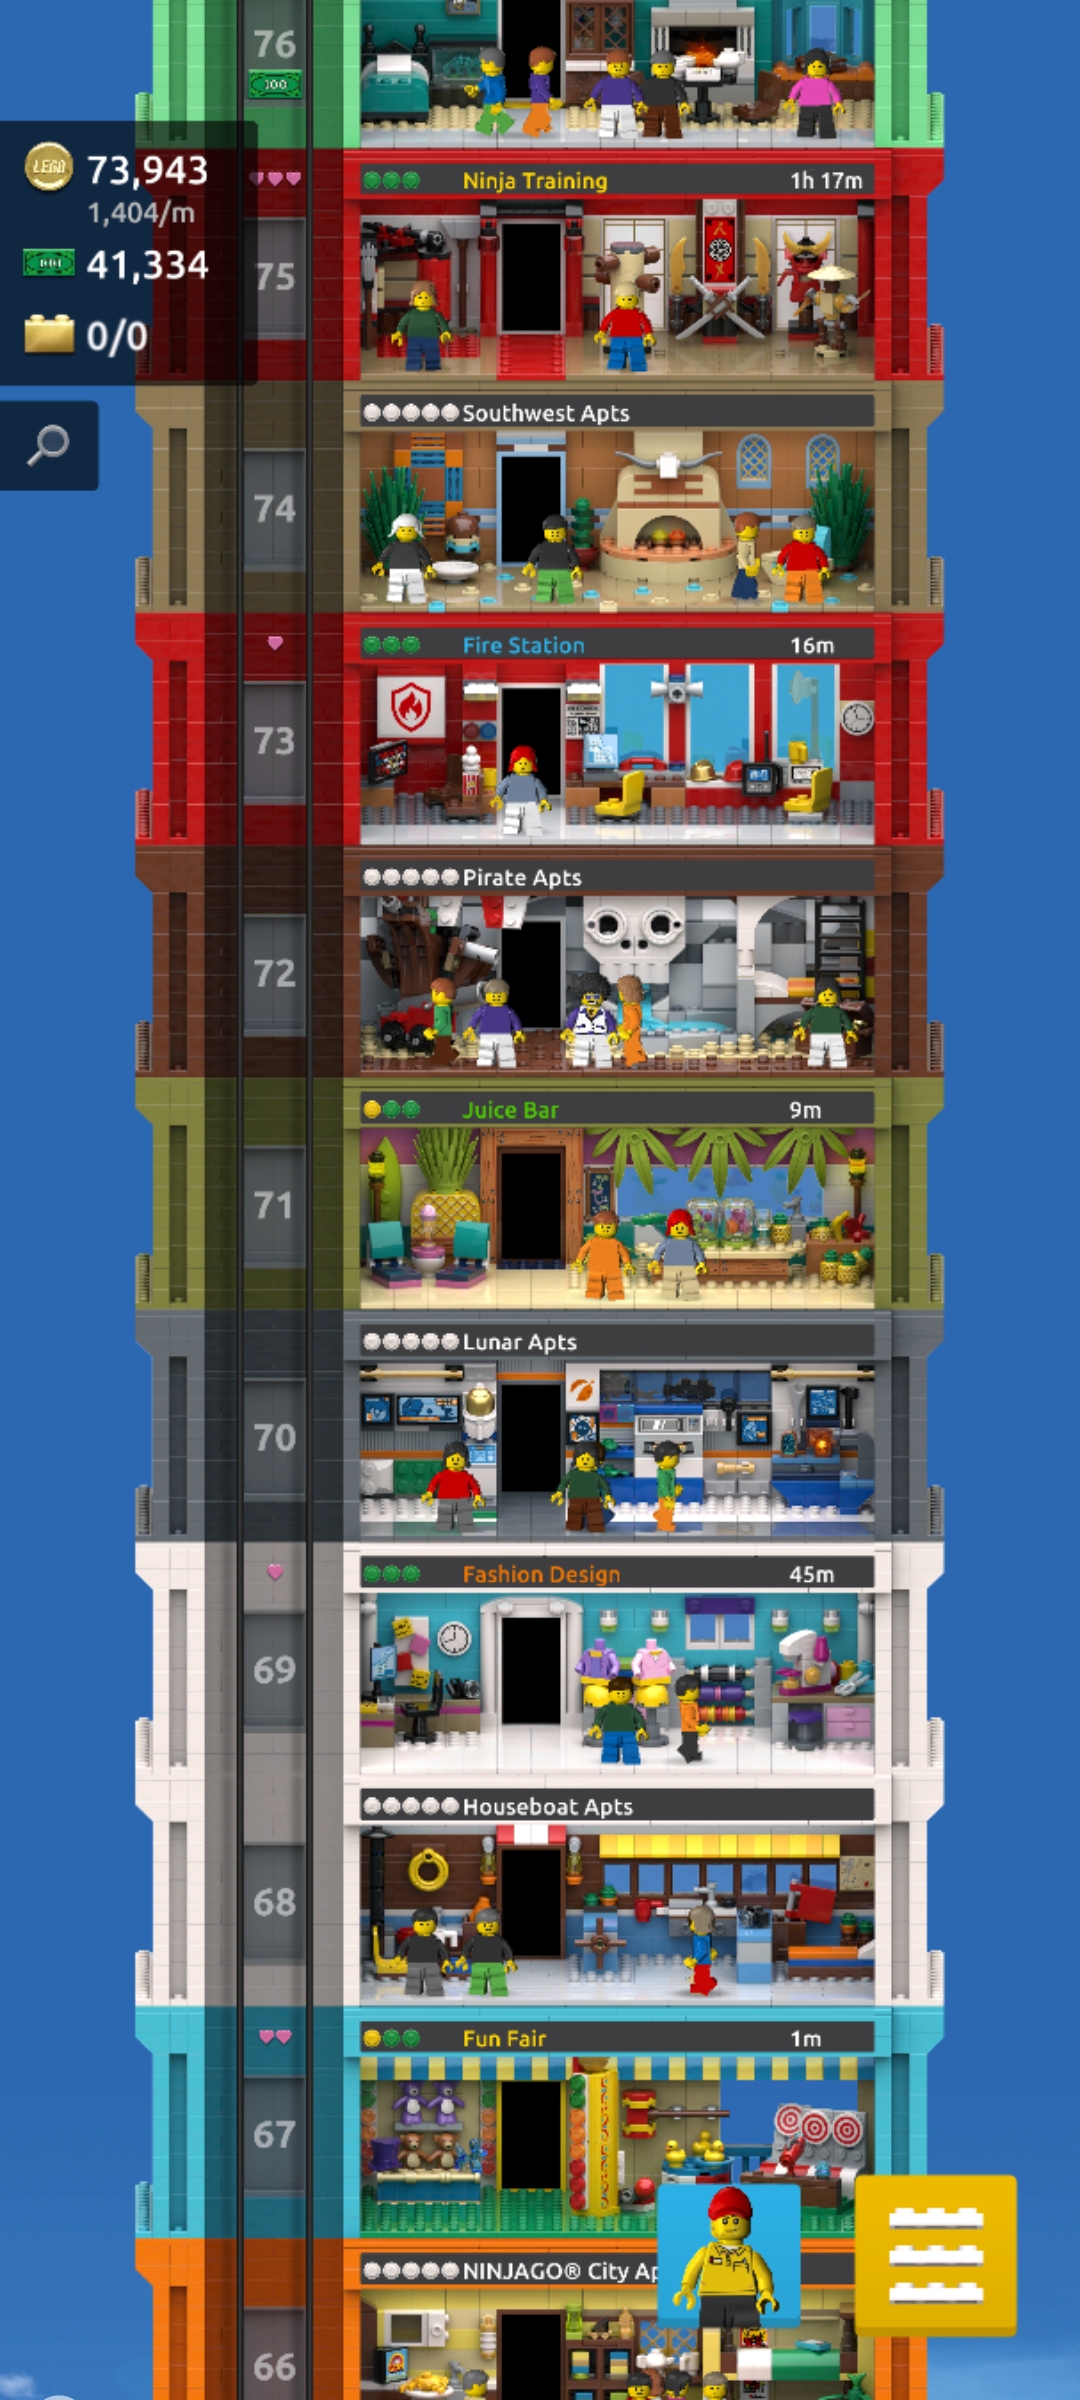 76
100
LEGO
73,943
1,404/m
41,334
0/0
Ninja Training
1h 17m
75
Southwest Apts
74
Fire Station
16m
73
Pirate Apts
72
Juice Bar
9m
71
Lunar Apts
70
Fashion Design
45m
69
Houseboat Apts
68
Fun Fair
1m
67
NINJAGO® City Ap
66